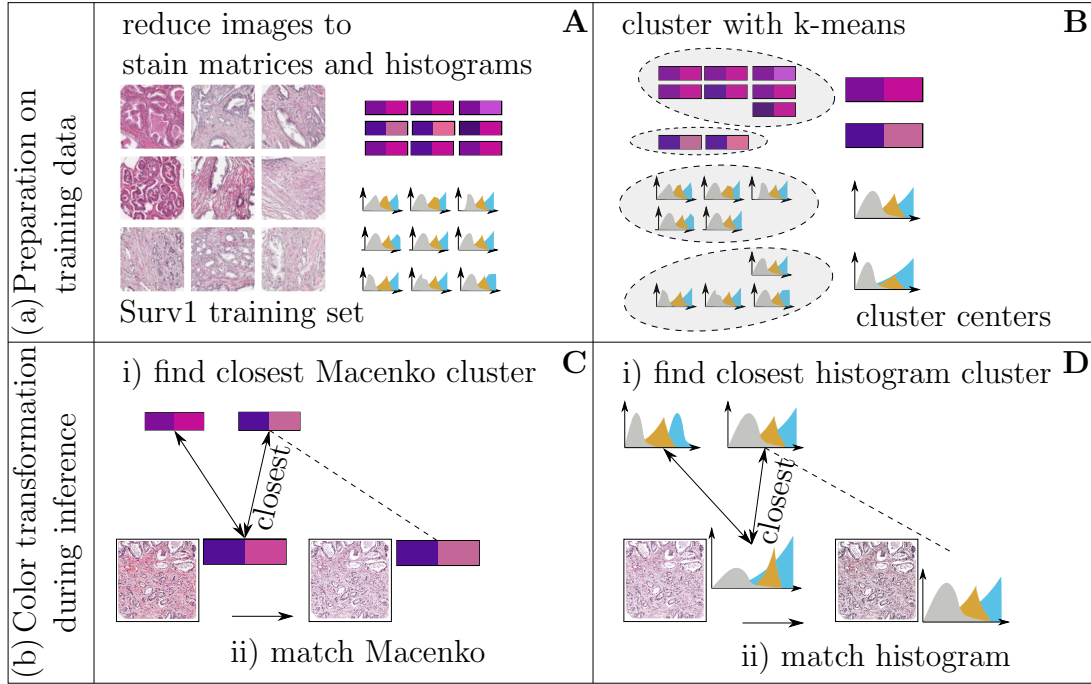 (a) Preparation on
training data
reduce images to
stain matrices and histograms
A
Surv1 training set
cluster with k-means
B
cluster centers
(b) Color transformation
during inference
C
i) find closest Macenko cluster
closest
ii) match Macenko
D
i) find closest histogram cluster
closest
ii) match histogram